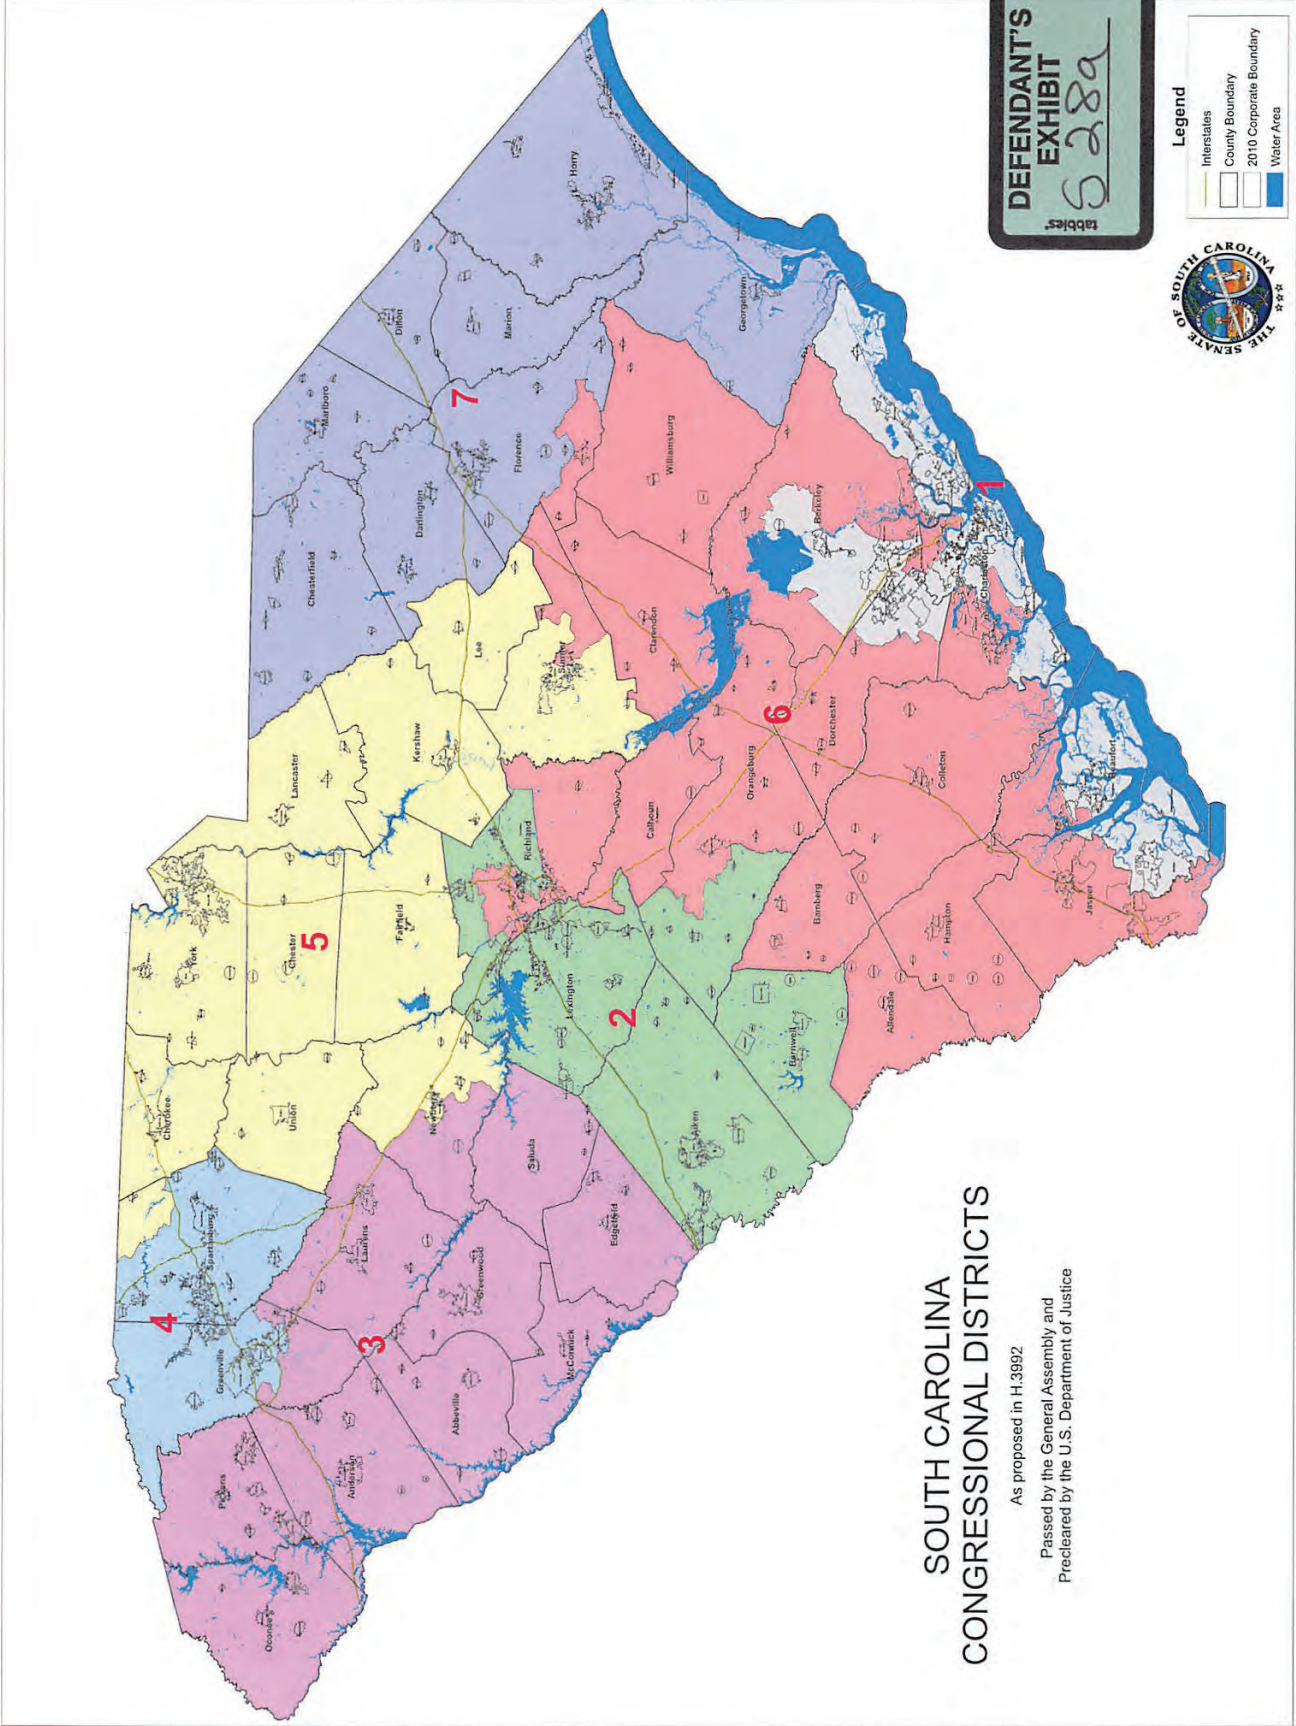 DEFENDANT'S
EXHIBIT
S 28a
tabbies®
Legend
Interstates
County Boundary
2010 Corporate Boundary
Water Area
THE SENATE OF SOUTH CAROLINA
SOUTH CAROLINA
CONGRESSIONAL DISTRICTS
As proposed in H.3992
Passed by the General Assembly and
Precleared by the U.S. Department of Justice
1
2
3
4
5
6
7
Oconee
Pickens
Anderson
Greenville
Spartanburg
Cherokee
York
Union
Chester
Lancaster
Chesterfield
Marlboro
Dillon
Darlington
Marion
Horry
Florence
Georgetown
Williamsburg
Kershaw
Lee
Sumter
Clarendon
Fairfield
Richland
Newberry
Laurens
Greenwood
Abbeville
McCormick
Saluda
Edgefield
Lexington
Aiken
Calhoun
Orangeburg
Barnwell
Bamberg
Allendale
Hampton
Colleton
Dorchester
Berkeley
Charleston
Jasper
Beaufort